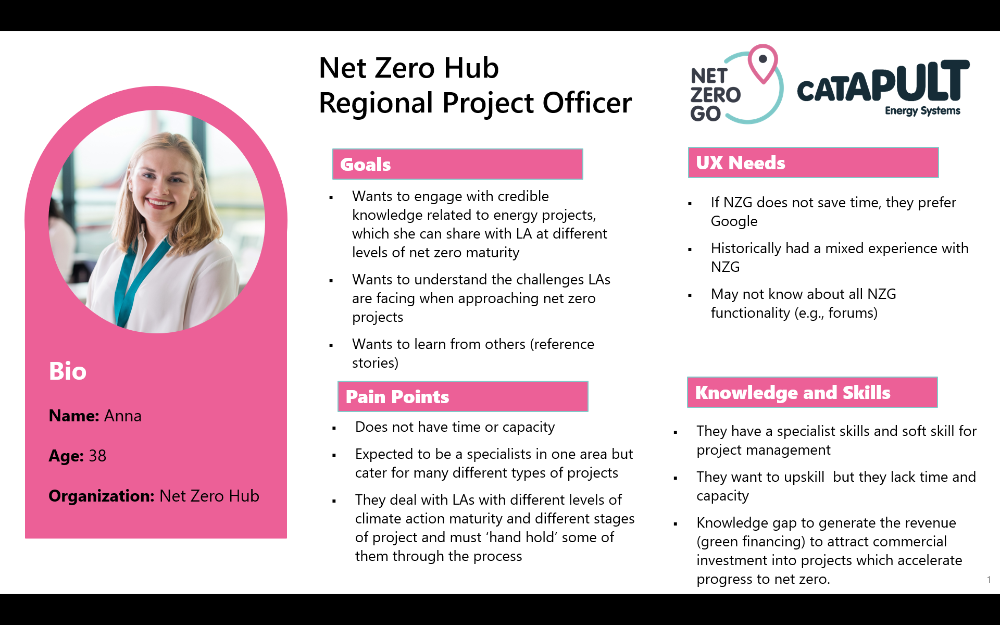 Net Zero Hub
Regional Project Officer
NET
ZERO
GO
CATAPULT
Energy Systems
Bio
Name: Anna
Age: 38
Organization: Net Zero Hub
Goals
▪ Wants to engage with credible
knowledge related to energy projects,
which she can share with LA at different
levels of net zero maturity
▪ Wants to understand the challenges LAs
are facing when approaching net zero
projects
▪ Wants to learn from others (reference
stories)
Pain Points
▪ Does not have time or capacity
▪ Expected to be a specialists in one area but
cater for many different types of projects
▪ They deal with LAs with different levels of
climate action maturity and different stages
of project and must ‘hand hold’ some of
them through the process
UX Needs
▪ If NZG does not save time, they prefer
Google
▪ Historically had a mixed experience with
NZG
▪ May not know about all NZG
functionality (e.g., forums)
Knowledge and Skills
▪ They have a specialist skills and soft skill for
project management
▪ They want to upskill  but they lack time and
capacity
▪ Knowledge gap to generate the revenue
(green financing) to attract commercial
investment into projects which accelerate
progress to net zero.
1